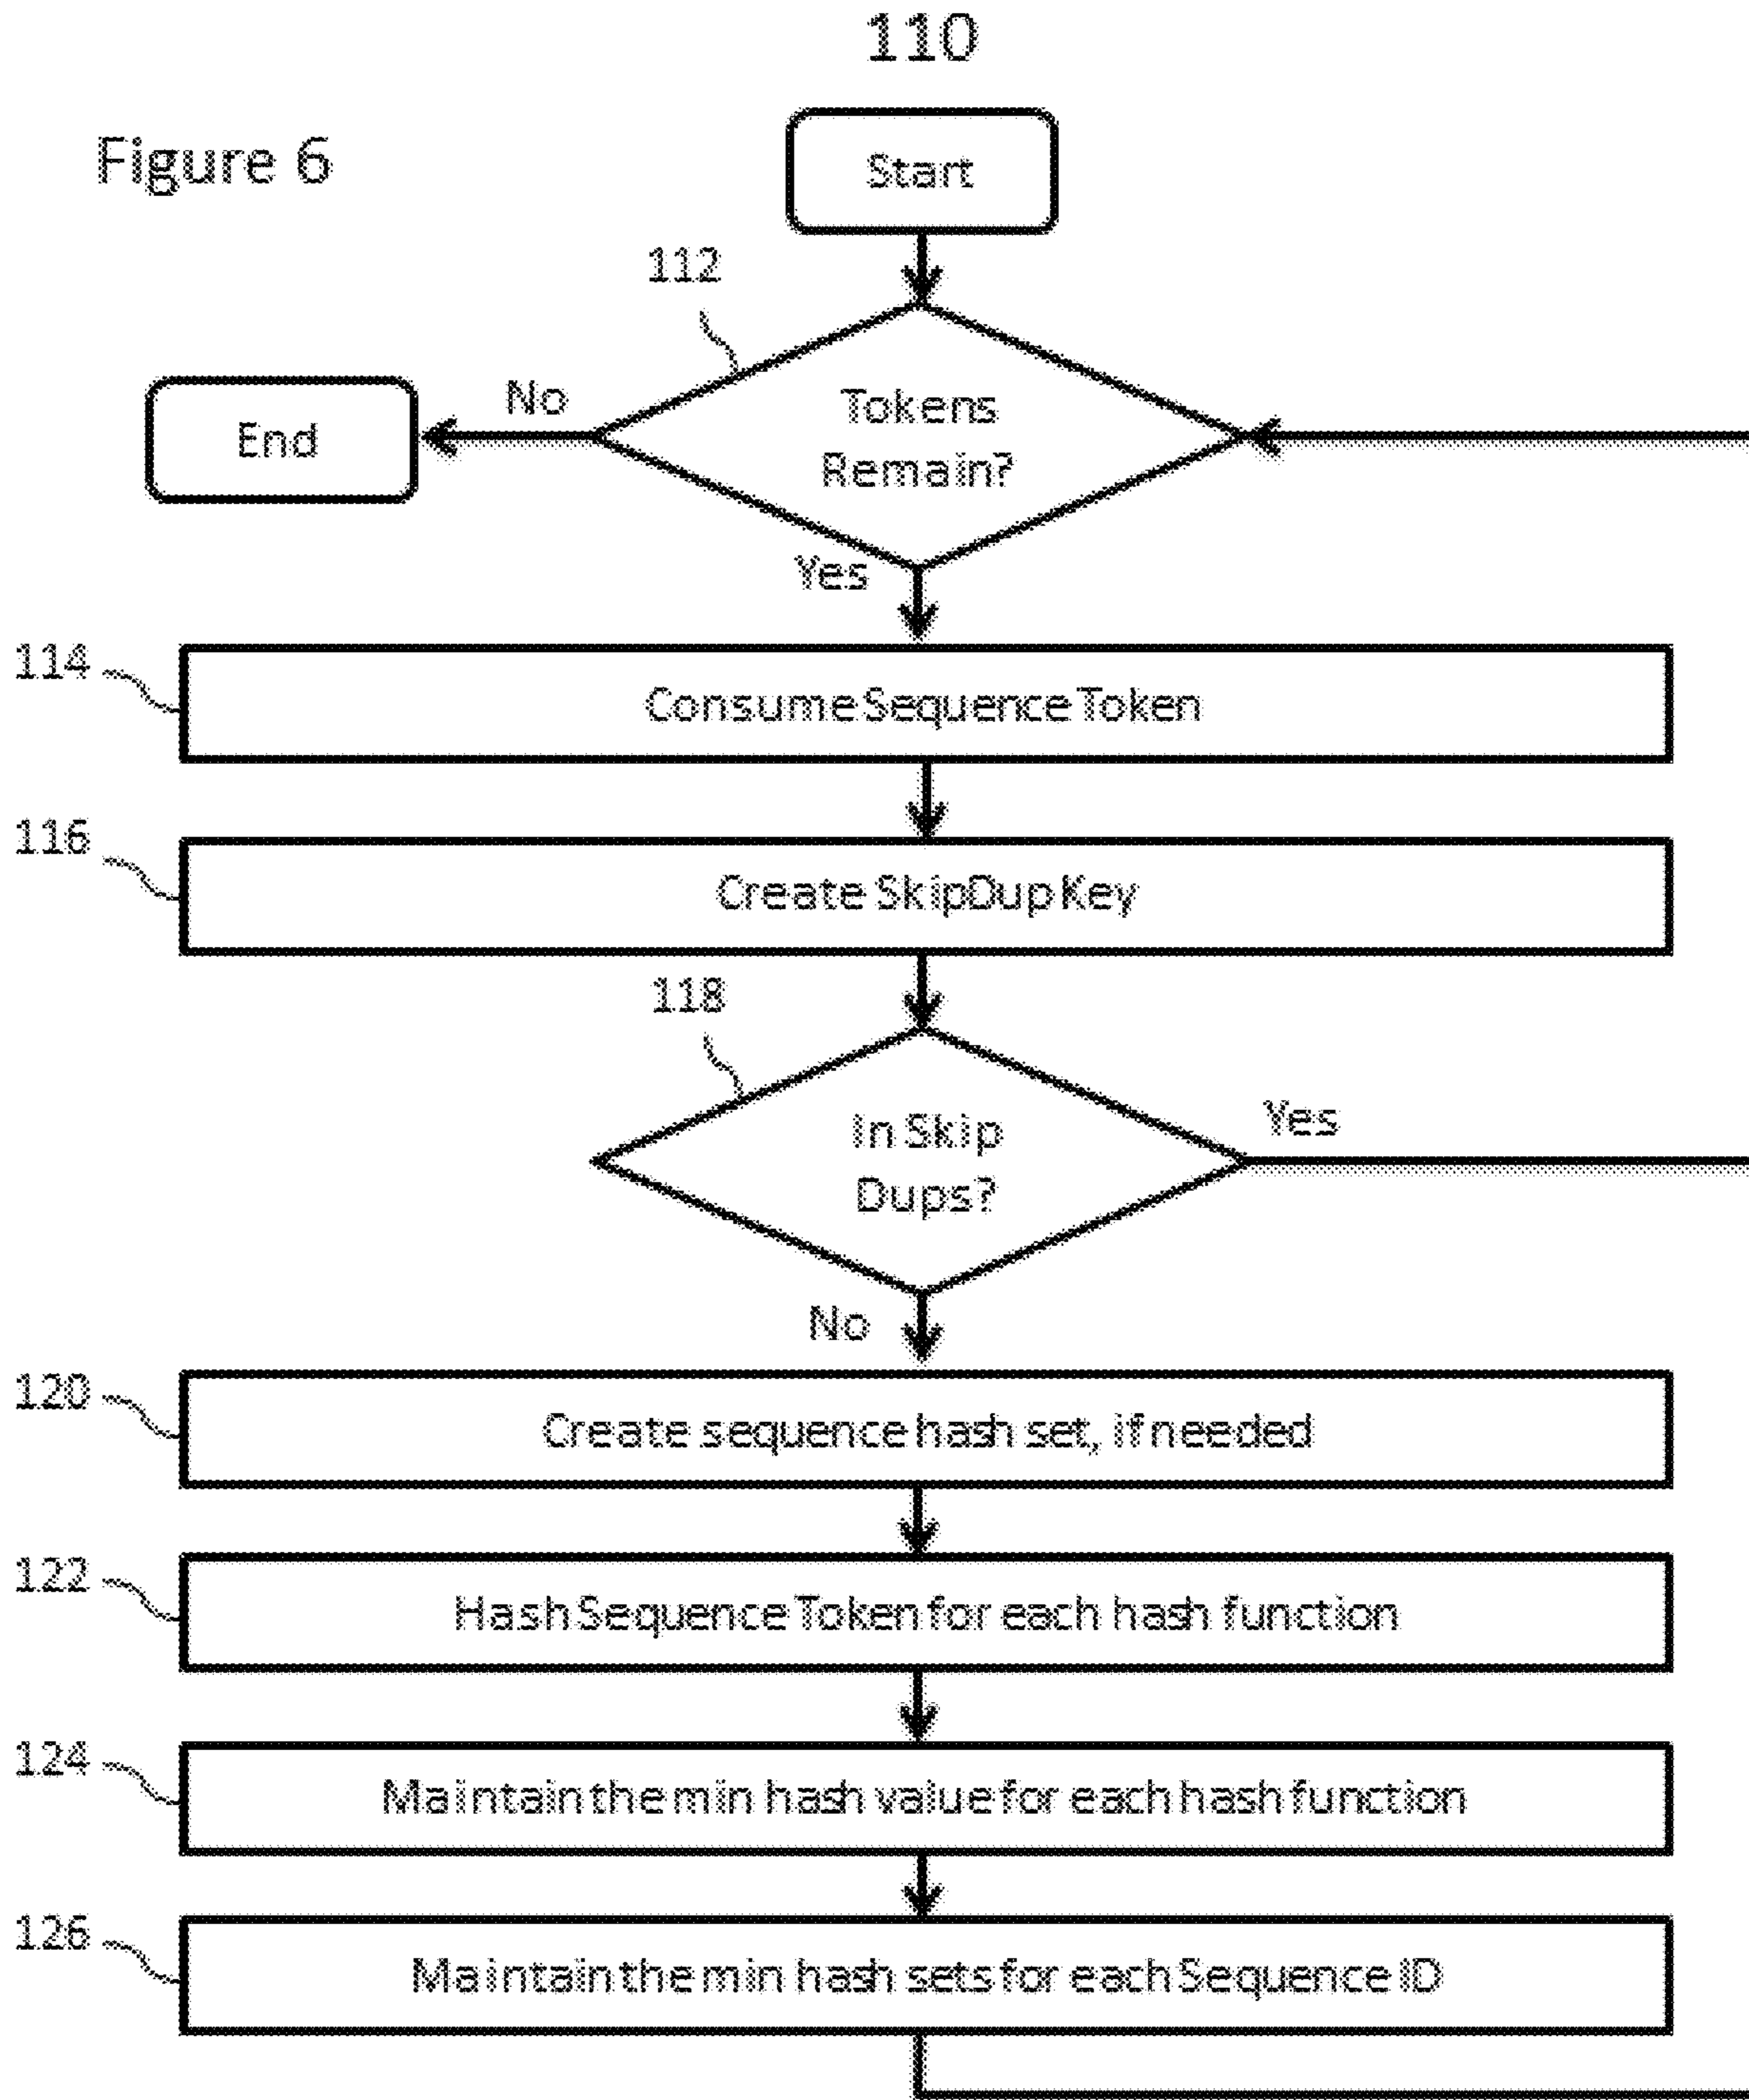 110
Figure 6
Start
112
No
End
Tokens
Remain?
Yes
114
Consume Sequence Token
116
Create SkipDup Key
118
In Skip
Dups?
Yes
No
120
Create sequence hash set, if needed
122
Hash Sequence Token for each hash function
124
Maintain the min hash value for each hash function
126
Maintain the min hash sets for each Sequence ID